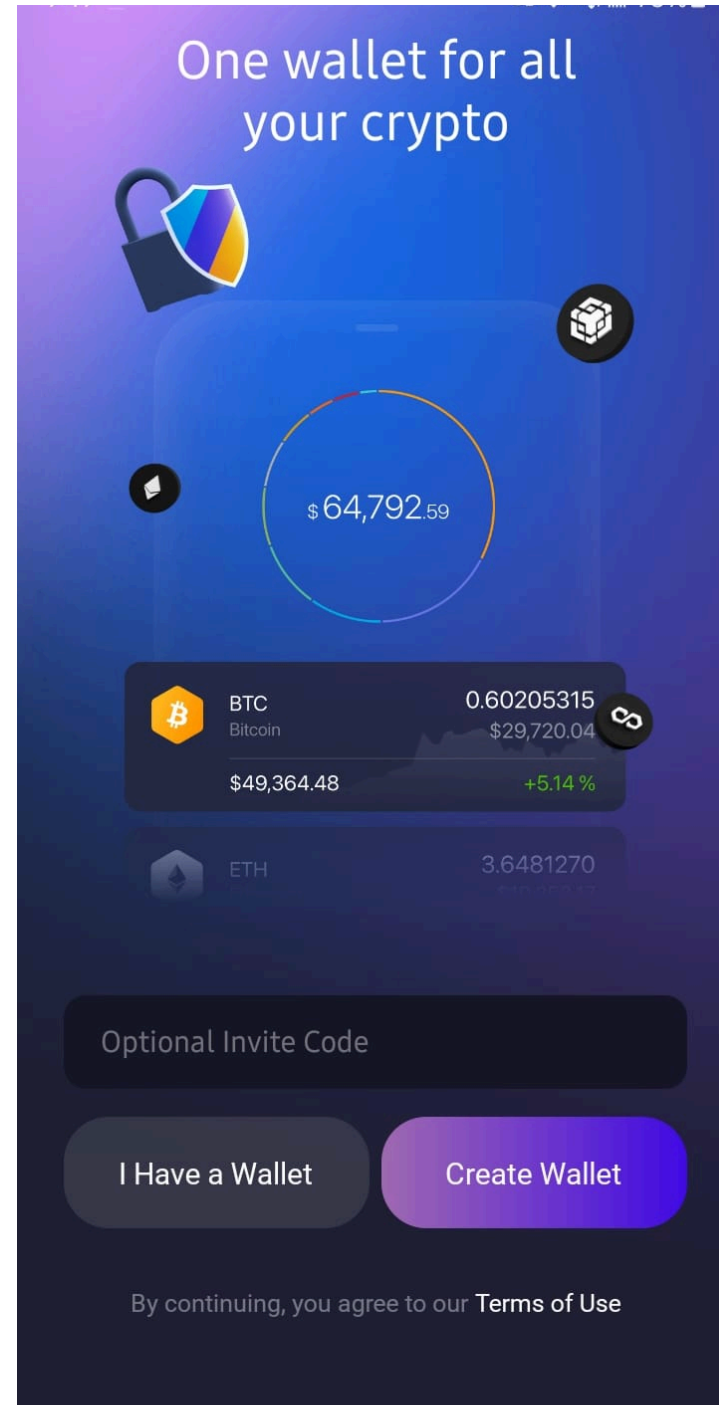 One wallet for all
your crypto
$64,792.59
BTC 0.60205315
Bitcoin $29,720.04
$49,364.48 +5.14 %
ETH 3.6481270
Optional Invite Code
I Have a Wallet Create Wallet
By continuing, you agree to our Terms of Use